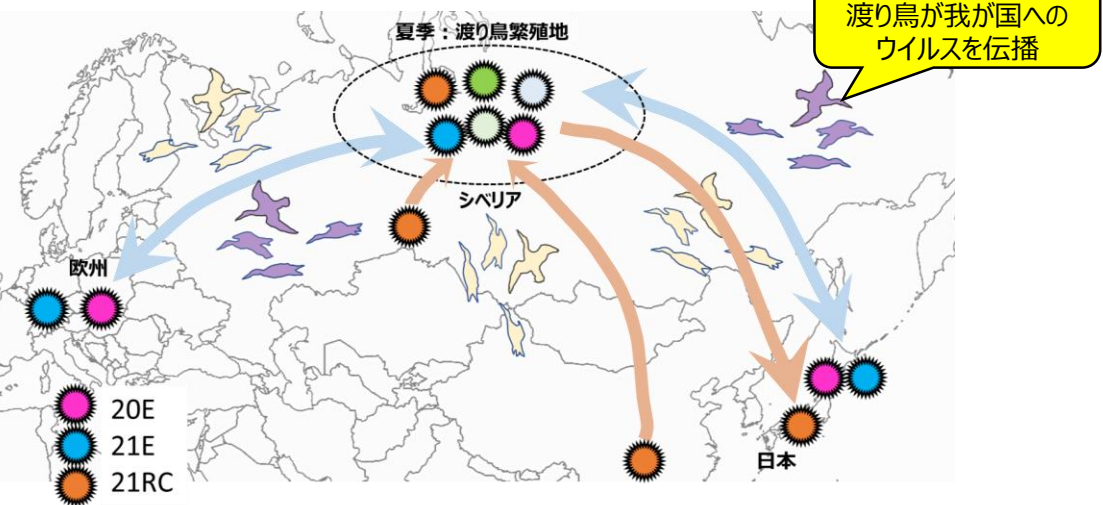 渡り鳥が我が国への
ウイルスを伝播
夏季：渡り鳥繁殖地
シベリア
欧州
20E
21E
21RC
日本